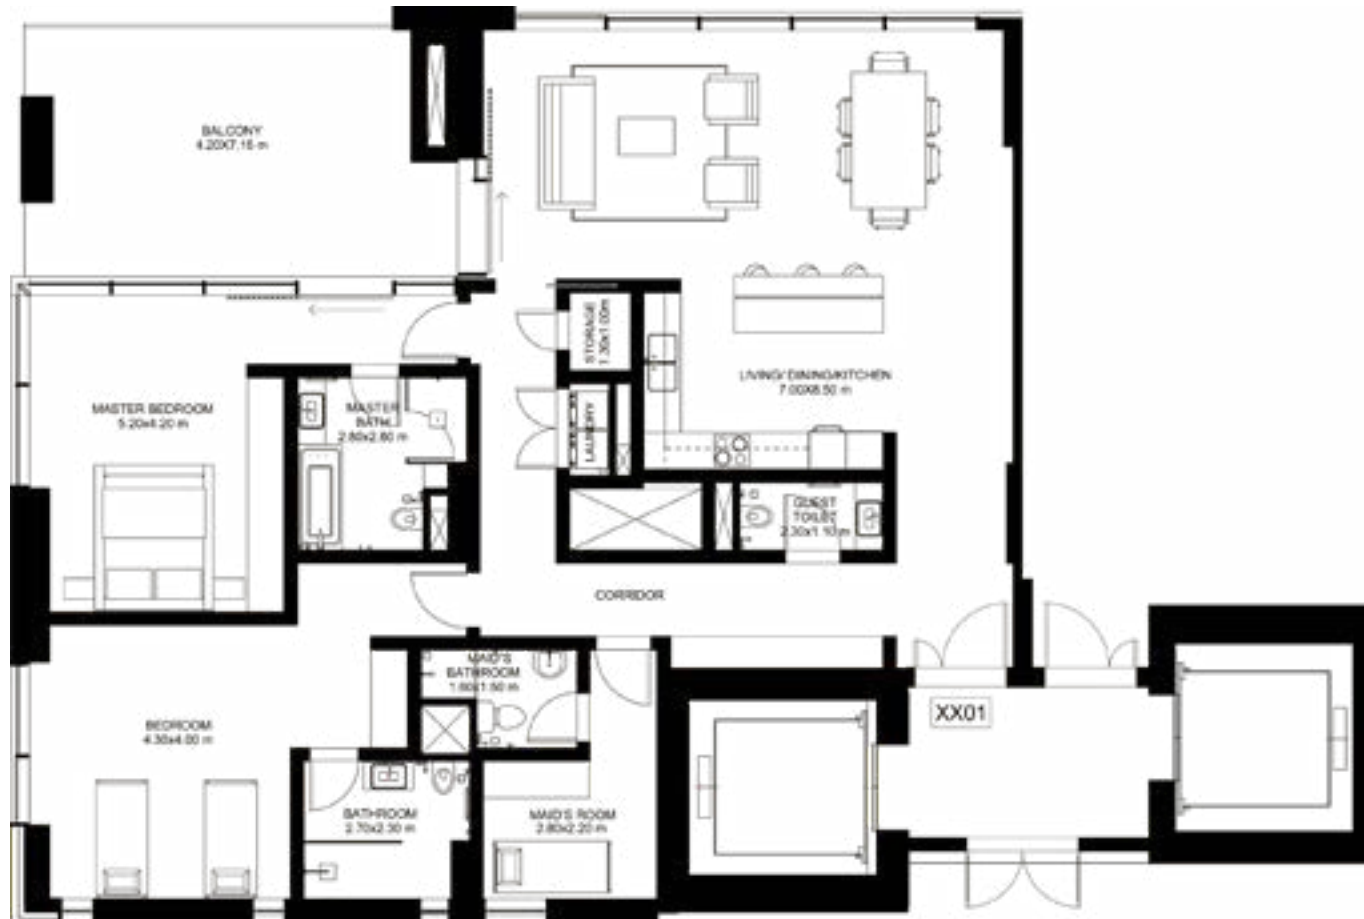 BALCONY
4.20X7.15 m
STORAGE
1.30x1.00m
LIVING/ DINING/KITCHEN
7.00X8.50 m
MASTER BEDROOM
5.20x4.20 m
MASTER
BATH
2.80x2.80 m
LAUNDRY
GUEST
TOILET
2.30x1.10 m
CORRIDOR
MAID'S
BATHROOM
1.60x1.50 m
XX01
BEDROOM
4.30x4.00 m
BATHROOM
2.70x2.30 m
MAID'S ROOM
2.80x2.20 m